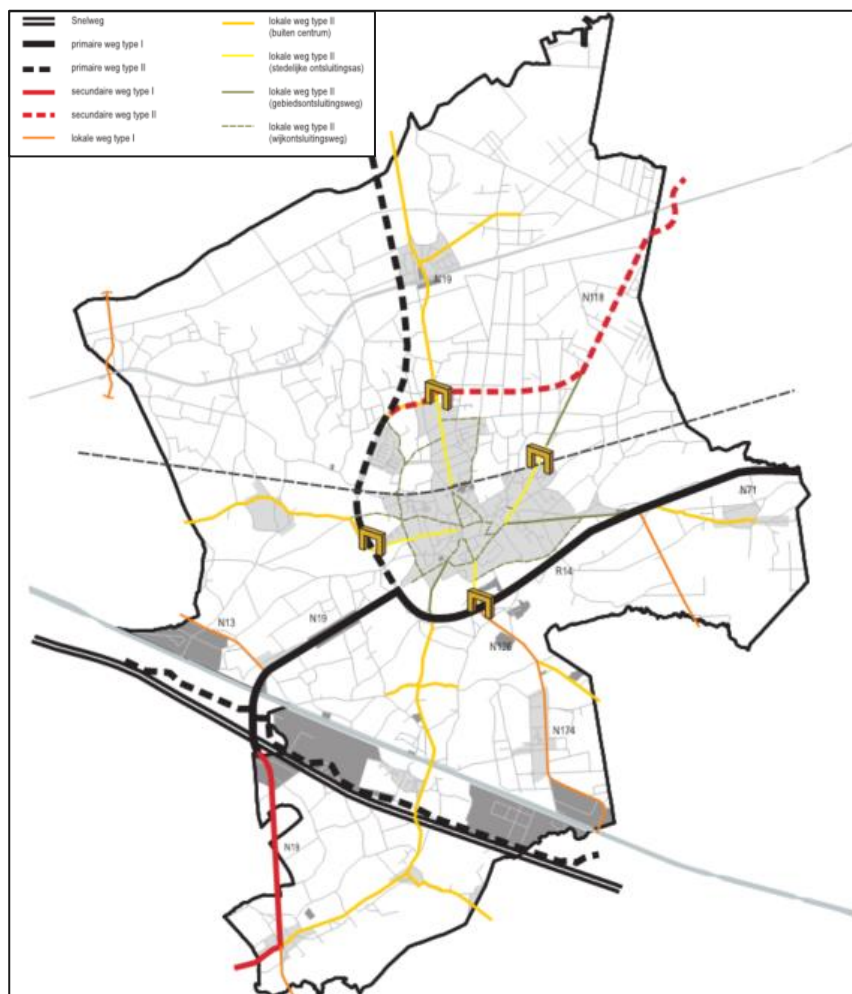 Snelweg
primaire weg type I
primaire weg type II
secundaire weg type I
secundaire weg type II
lokale weg type I
lokale weg type II
(buiten centrum)
lokale weg type II
(stedelijke ontsluitingsas)
lokale weg type II
(gebiedsontsluitingsweg)
lokale weg type II
(wijkontsluitingsweg)
N19
N118
N71
R14
N19
N13
N126
N174
N19